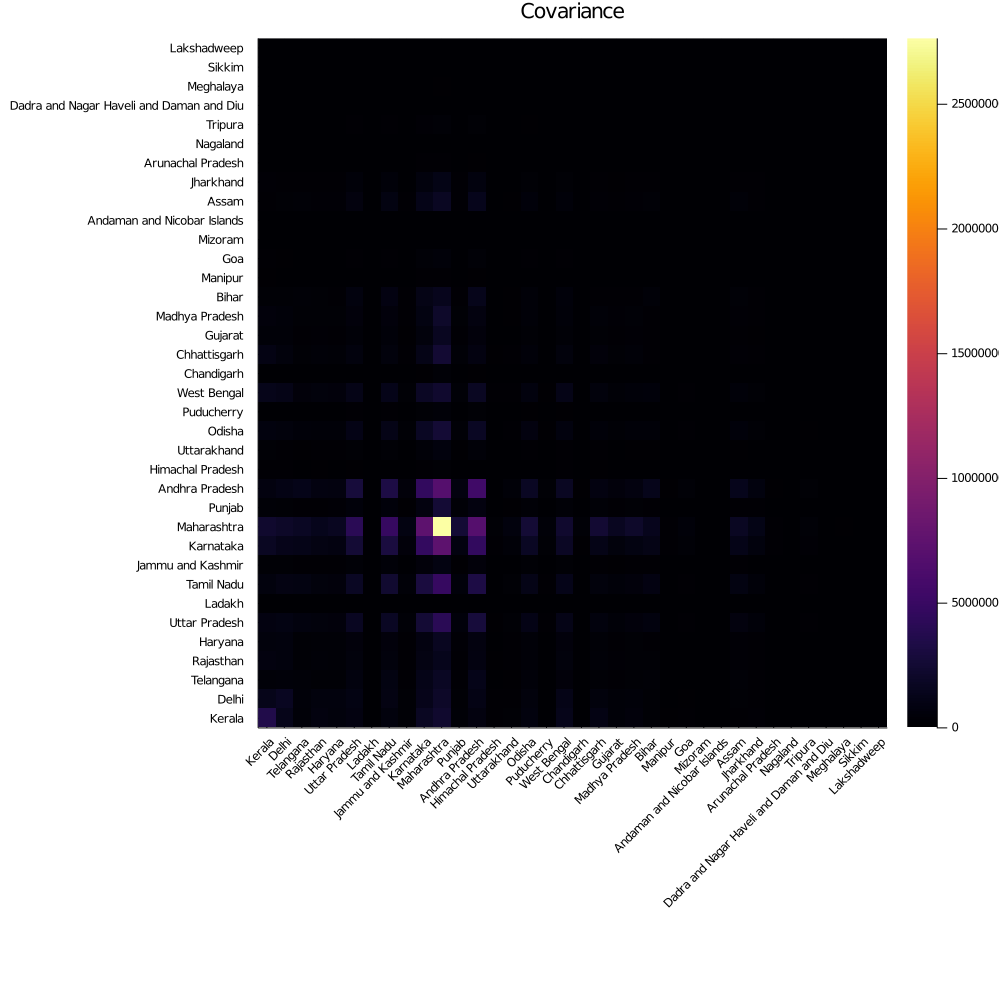 Covariance
Lakshadweep
Sikkim
Meghalaya
Dadra and Nagar Haveli and Daman and Diu
Tripura
Nagaland
Arunachal Pradesh
Jharkhand
Assam
Andaman and Nicobar Islands
Mizoram
Goa
Manipur
Bihar
Madhya Pradesh
Gujarat
Chhattisgarh
Chandigarh
West Bengal
Puducherry
Odisha
Uttarakhand
Himachal Pradesh
Andhra Pradesh
Punjab
Maharashtra
Karnataka
Jammu and Kashmir
Tamil Nadu
Ladakh
Uttar Pradesh
Haryana
Rajasthan
Telangana
Delhi
Kerala
Kerala
Delhi
Telangana
Rajasthan
Haryana
Uttar Pradesh
Ladakh
Tamil Nadu
Jammu and Kashmir
Karnataka
Maharashtra
Punjab
Andhra Pradesh
Himachal Pradesh
Uttarakhand
Odisha
Puducherry
West Bengal
Chandigarh
Chhattisgarh
Gujarat
Madhya Pradesh
Bihar
Manipur
Goa
Mizoram
Andaman and Nicobar Islands
Assam
Jharkhand
Arunachal Pradesh
Nagaland
Tripura
Dadra and Nagar Haveli and Daman and Diu
Meghalaya
Sikkim
Lakshadweep
2500000
2000000
1500000
1000000
5000000
0